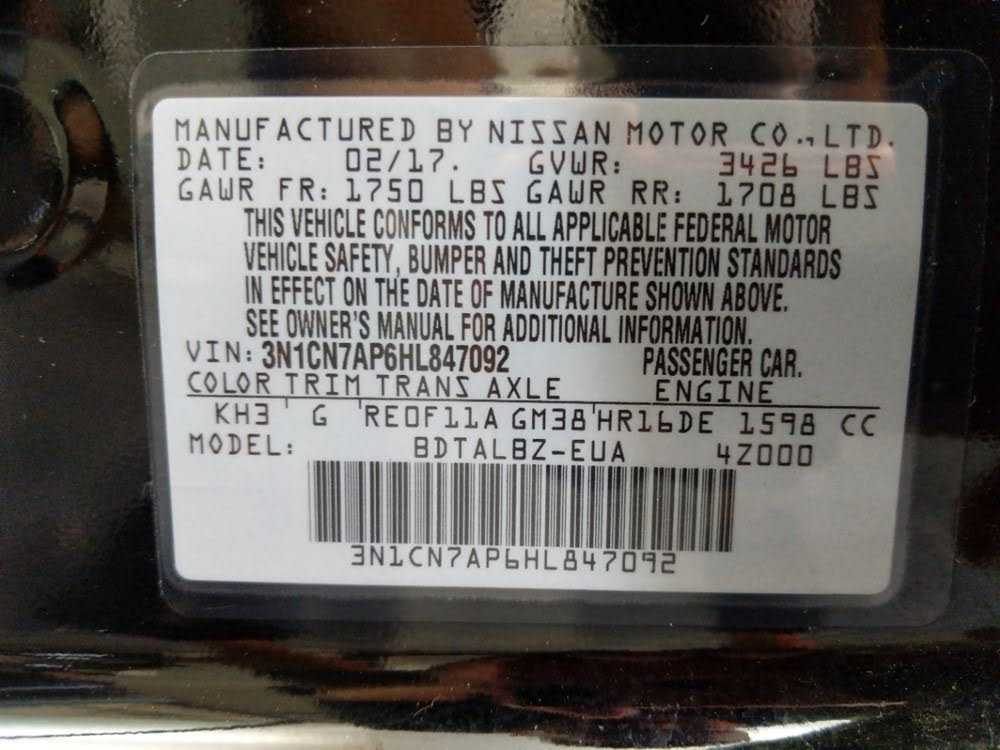 MANUFACTURED BY NISSAN MOTOR CO.,LTD.
DATE: 02/17. GVWR: 3426 LBS
GAWR FR: 1750 LBS GAWR RR: 1708 LBS
THIS VEHICLE CONFORMS TO ALL APPLICABLE FEDERAL MOTOR
VEHICLE SAFETY, BUMPER AND THEFT PREVENTION STANDARDS
IN EFFECT ON THE DATE OF MANUFACTURE SHOWN ABOVE.
SEE OWNER'S MANUAL FOR ADDITIONAL INFORMATION.
VIN: 3N1CN7AP6HL847092 PASSENGER CAR.
COLOR TRIM TRANS AXLE ENGINE
KH3 G RE0F11A GM38 HR16DE 1598 CC
MODEL: BDTALBZ-EUA 4Z000
3N1CN7AP6HL847092